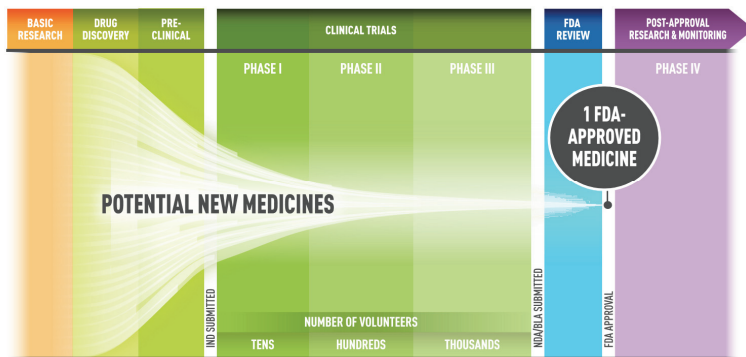 BASIC
RESEARCH
DRUG
DISCOVERY
PRE-
CLINICAL
CLINICAL TRIALS
FDA
REVIEW
POST-APPROVAL
RESEARCH & MONITORING
PHASE I
PHASE II
PHASE III
PHASE IV
1 FDA-
APPROVED
MEDICINE
POTENTIAL NEW MEDICINES
IND SUBMITTED
NDA/BLA SUBMITTED
FDA APPROVAL
NUMBER OF VOLUNTEERS
TENS
HUNDREDS
THOUSANDS